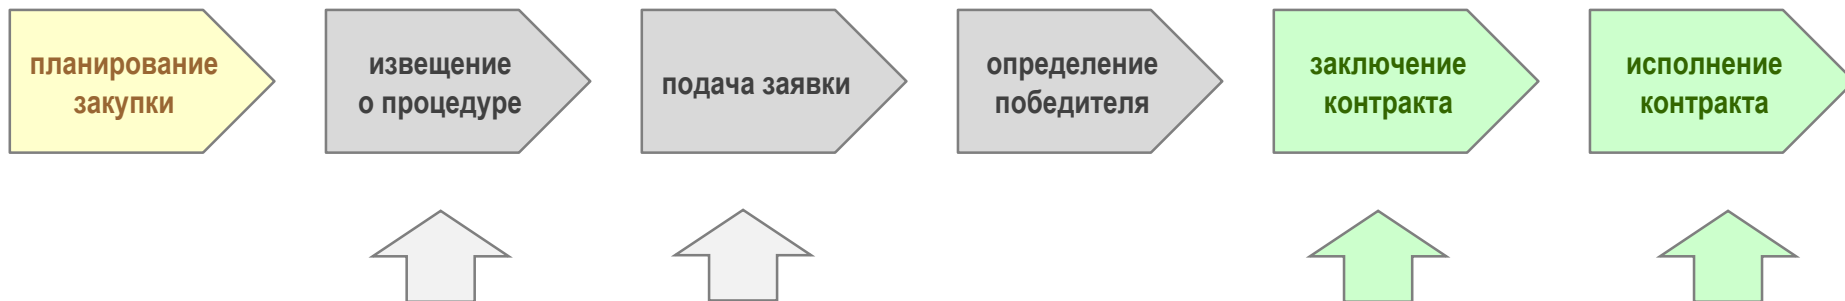 планирование
закупки
извещение
о процедуре
подача заявки
определение
победителя
заключение
контракта
исполнение
контракта